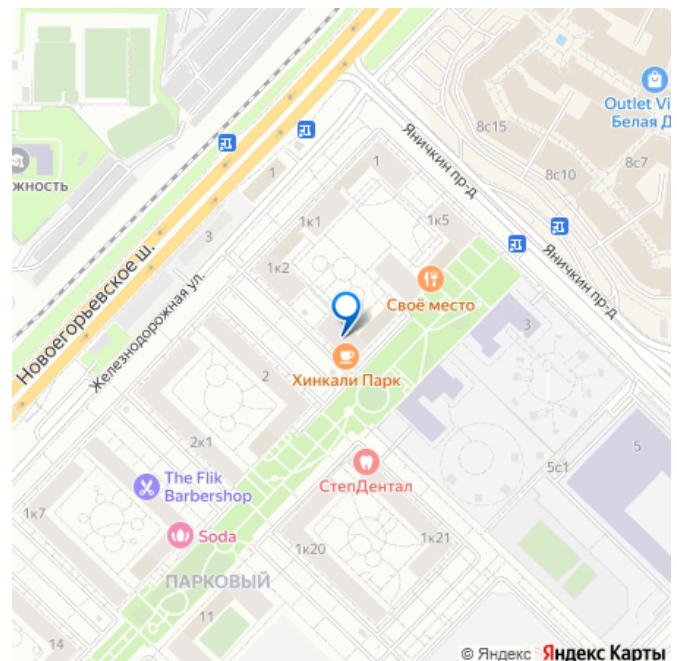 Outlet Vi
Белая Д
8с15
8с10
8с7
Яничкин пр-д
Яничкин пр-д
жность
1
1
1к1
1к5
3
1к2
Новоегорьевское ш.
Железнодорожная ул.
Своё место
3
Хинкали Парк
2
2к1
5
5с1
The Flik
Barbershop
СтепДентал
1к7
Soda
1к20
1к21
ПАРКОВЫЙ
11
14
© Яндекс Яндекс Карты